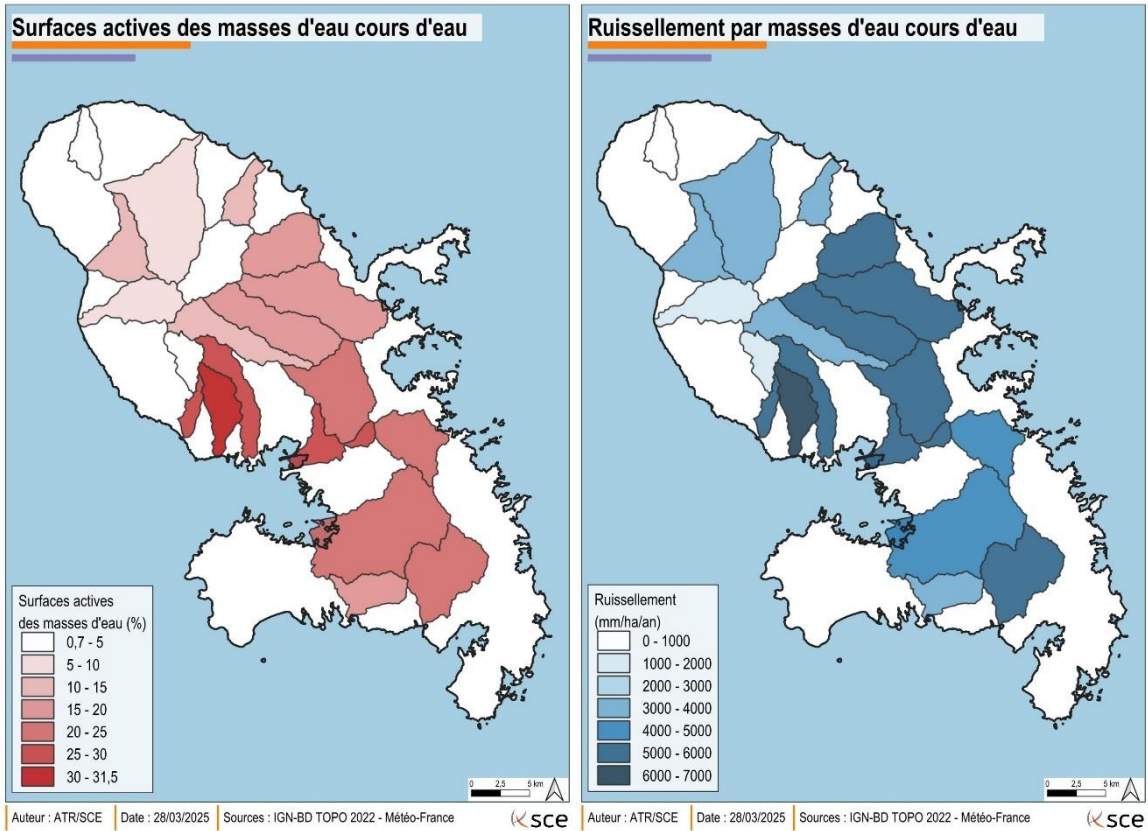 Surfaces actives des masses d'eau cours d'eau
Surfaces actives
des masses d'eau (%)
0,7 - 5
5 - 10
10 - 15
15 - 20
20 - 25
25 - 30
30 - 31,5
0 2,5 5 km
Auteur : ATR/SCE Date : 28/03/2025 Sources : IGN-BD TOPO 2022 - Météo-France sce
Ruissellement par masses d'eau cours d'eau
Ruissellement
(mm/ha/an)
0 - 1000
1000 - 2000
2000 - 3000
3000 - 4000
4000 - 5000
5000 - 6000
6000 - 7000
0 2,5 5 km
Auteur : ATR/SCE Date : 28/03/2025 Sources : IGN-BD TOPO 2022 - Météo-France sce